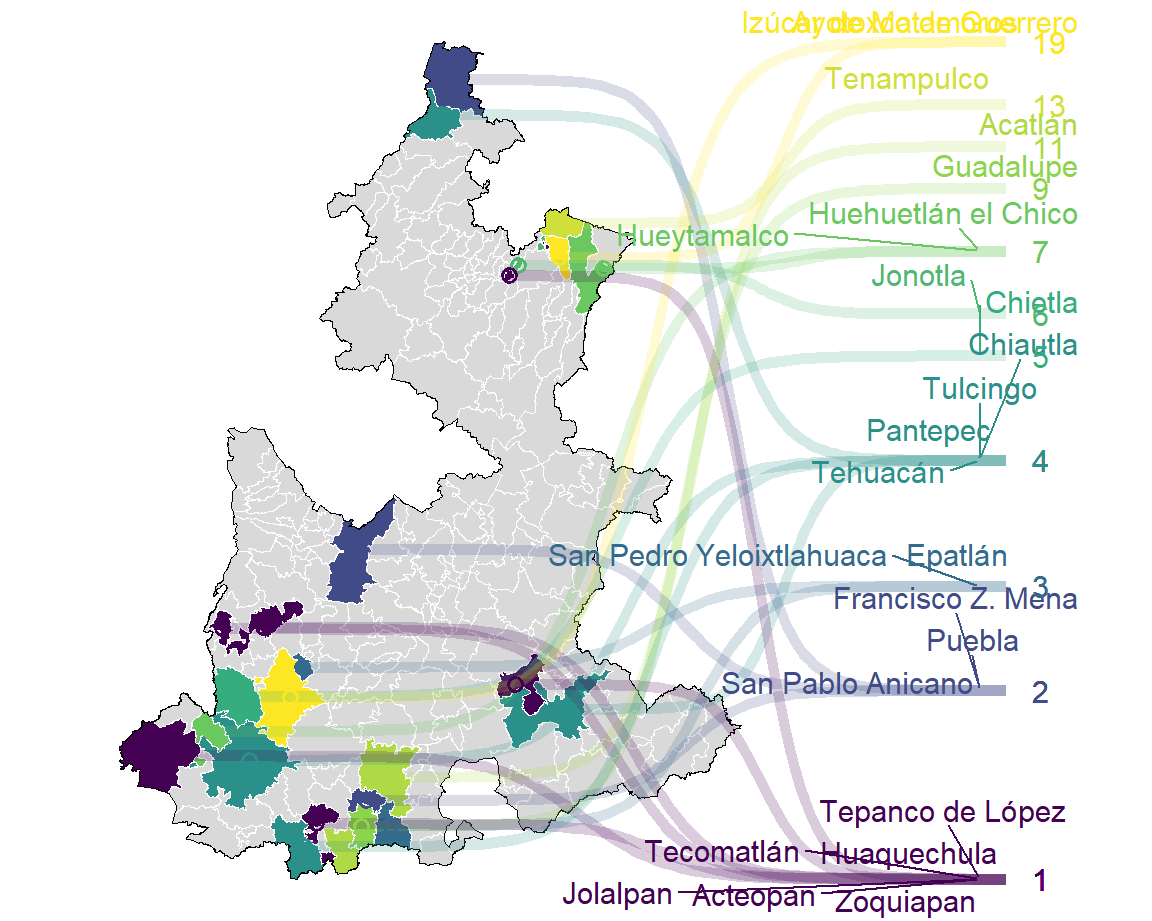 Izúcar de Matamoros
Ayotoxco de Guerrero
19
Tenampulco
13
Acatlán
11
Guadalupe
9
Huehuetlán el Chico
Hueytamalco
7
Jonotla
Chietla
6
Chiautla
5
Tulcingo
Pantepec
Tehuacán
4
San Pedro Yeloixtlahuaca
Epatlán
3
Francisco Z. Mena
Puebla
San Pablo Anicano
2
Tepanco de López
Tecomatlán
Huaquechula
1
Jolalpan
Acteopan
Zoquiapan